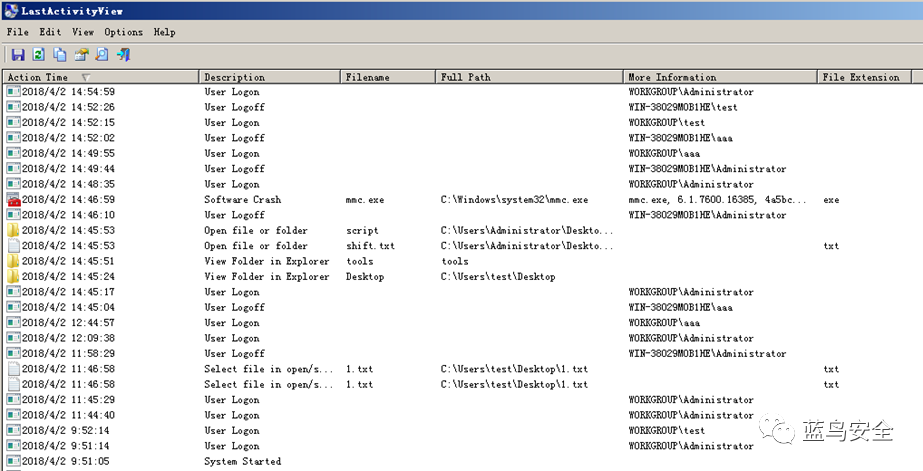 LastActivityView
File Edit View Options Help
Action Time Description Filename Full Path More Information File Extension
2018/4/2 14:54:59 User Logon WORKGROUP\Administrator
2018/4/2 14:52:26 User Logoff WIN-38029MOB1HE\test
2018/4/2 14:52:15 User Logon WORKGROUP\test
2018/4/2 14:52:02 User Logoff WIN-38029MOB1HE\aaa
2018/4/2 14:49:55 User Logon WORKGROUP\aaa
2018/4/2 14:49:44 User Logoff WIN-38029MOB1HE\Administrator
2018/4/2 14:48:35 User Logon WORKGROUP\Administrator
2018/4/2 14:46:59 Software Crash mmc.exe C:\Windows\system32\mmc.exe mmc.exe, 6.1.7600.16385, 4a5bc... exe
2018/4/2 14:46:10 User Logoff WIN-38029MOB1HE\Administrator
2018/4/2 14:45:53 Open file or folder script C:\Users\Administrator\Deskto...
2018/4/2 14:45:53 Open file or folder shift.txt C:\Users\Administrator\Deskto... txt
2018/4/2 14:45:51 View Folder in Explorer tools tools
2018/4/2 14:45:24 View Folder in Explorer Desktop C:\Users\test\Desktop
2018/4/2 14:45:17 User Logon WORKGROUP\Administrator
2018/4/2 14:45:04 User Logoff WIN-38029MOB1HE\aaa
2018/4/2 12:44:57 User Logon WORKGROUP\aaa
2018/4/2 12:09:38 User Logon WORKGROUP\Administrator
2018/4/2 11:58:29 User Logoff WIN-38029MOB1HE\Administrator
2018/4/2 11:46:58 Select file in open/s... 1.txt C:\Users\test\Desktop\1.txt txt
2018/4/2 11:46:58 Select file in open/s... 1.txt C:\Users\test\Desktop\1.txt txt
2018/4/2 11:45:29 User Logon WORKGROUP\Administrator
2018/4/2 11:44:40 User Logon WORKGROUP\Administrator
2018/4/2 9:52:14 User Logon WORKGROUP\test
2018/4/2 9:51:14 User Logon WORKGROUP\Administrator
2018/4/2 9:51:05 System Started
蓝鸟安全